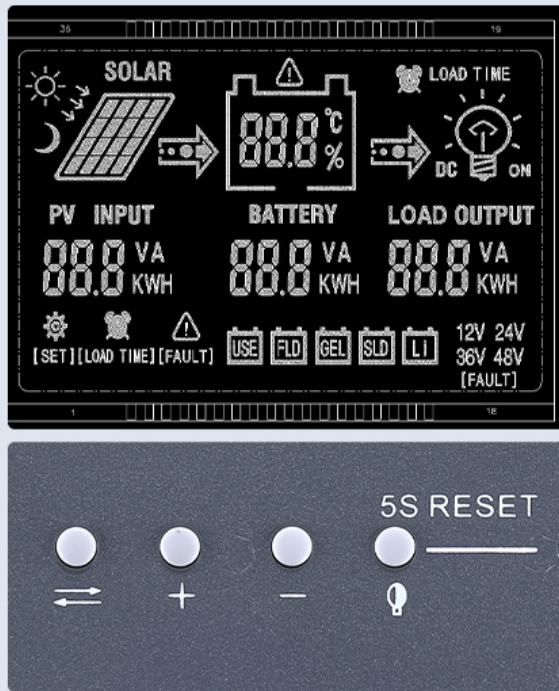 36 19
SOLAR
LOAD TIME
88.8 °C %
DC ON
PV INPUT BATTERY LOAD OUTPUT
88.8 VA KWH 88.8 VA KWH 88.8 VA KWH
[SET] [LOAD TIME] [FAULT] USE FLD GEL SLD Li
12V 24V
36V 48V
[FAULT]
1 18
5S RESET
+ −